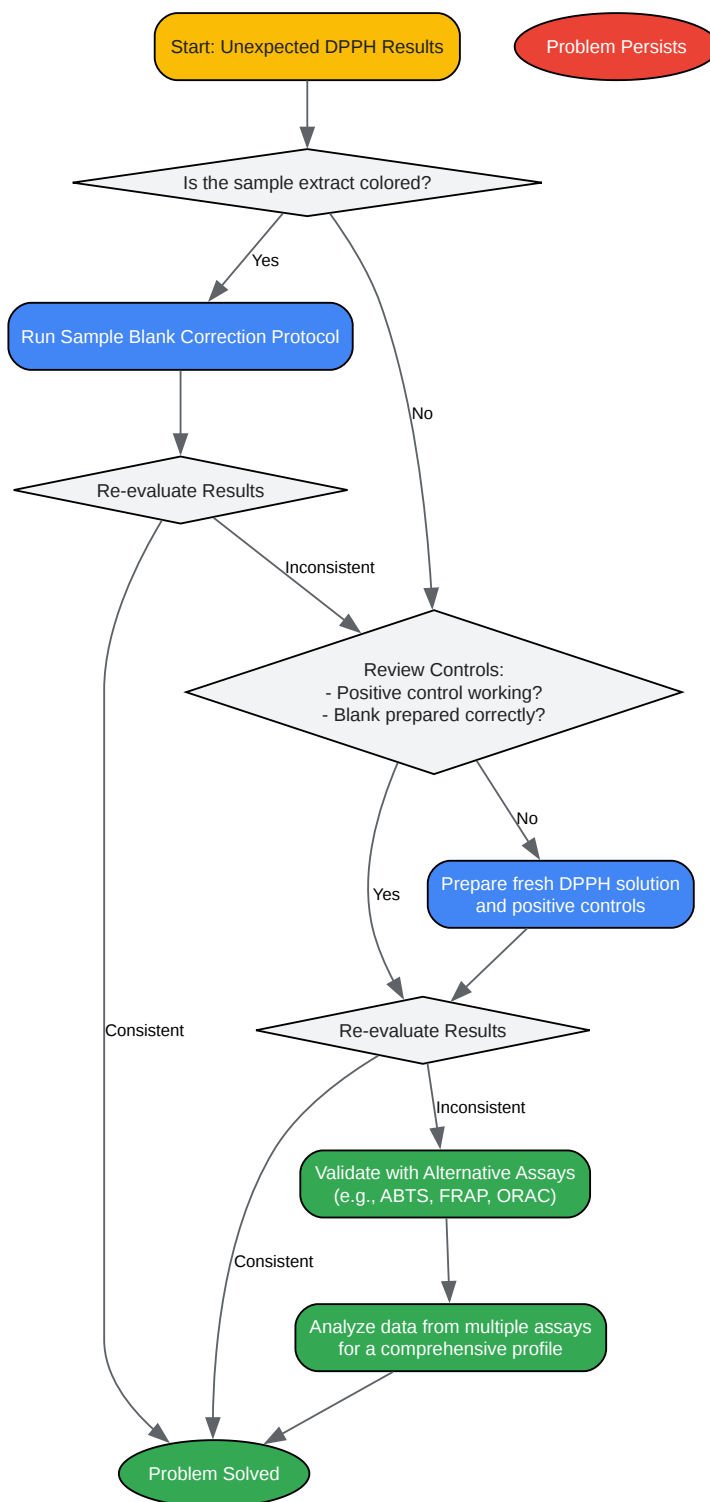 Start: Unexpected DPPH Results
Problem Persists
Is the sample extract colored?
Yes
Run Sample Blank Correction Protocol
No
Re-evaluate Results
Inconsistent
Review Controls:
- Positive control working?
- Blank prepared correctly?
No
Prepare fresh DPPH solution
and positive controls
Yes
Consistent
Re-evaluate Results
Inconsistent
Validate with Alternative Assays
(e.g., ABTS, FRAP, ORAC)
Consistent
Analyze data from multiple assays
for a comprehensive profile
Problem Solved